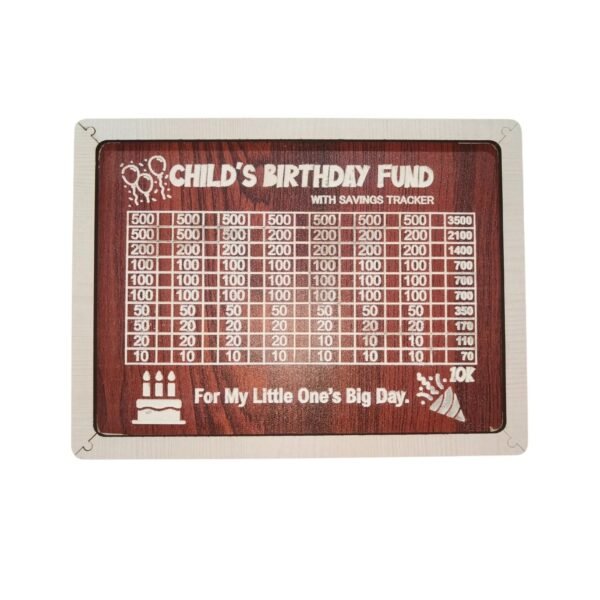 CHILD'S BIRTHDAY FUND
WITH SAVINGS TRACKER
500 500 500 500 500 500 500 3500
500 500 500 200 200 200 200 2100
200 200 200 200 200 200 200 1400
100 100 100 100 100 100 100 700
100 100 100 100 100 100 100 700
100 100 100 100 100 100 100 700
50 50 50 50 50 50 50 350
50 20 20 20 20 20 20 170
20 20 20 20 10 10 10 110
10 10 10 10 10 10 10 70
10K
For My Little One's Big Day.